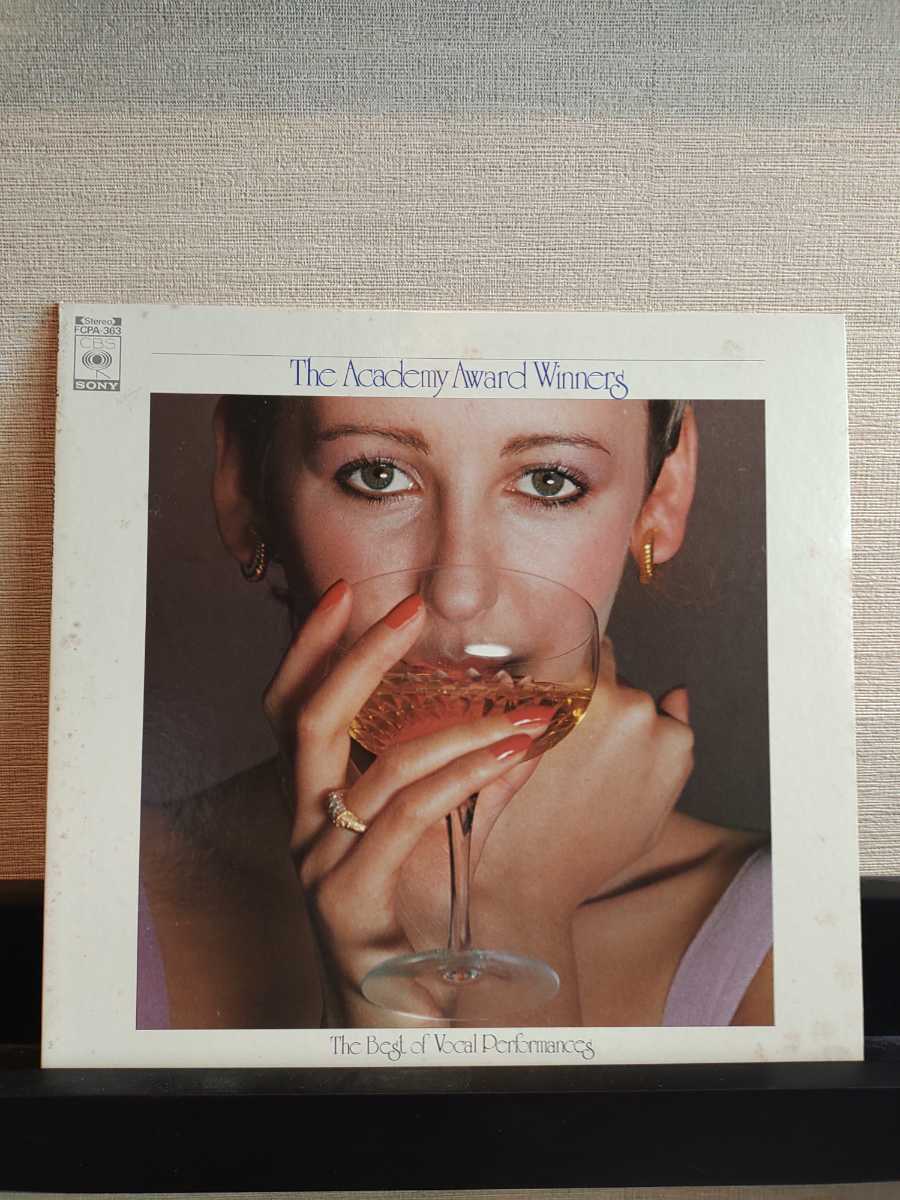 Stereo
FCPA-363
CBS
SONY
The Academy Award Winners
The Best of Vocal Performances